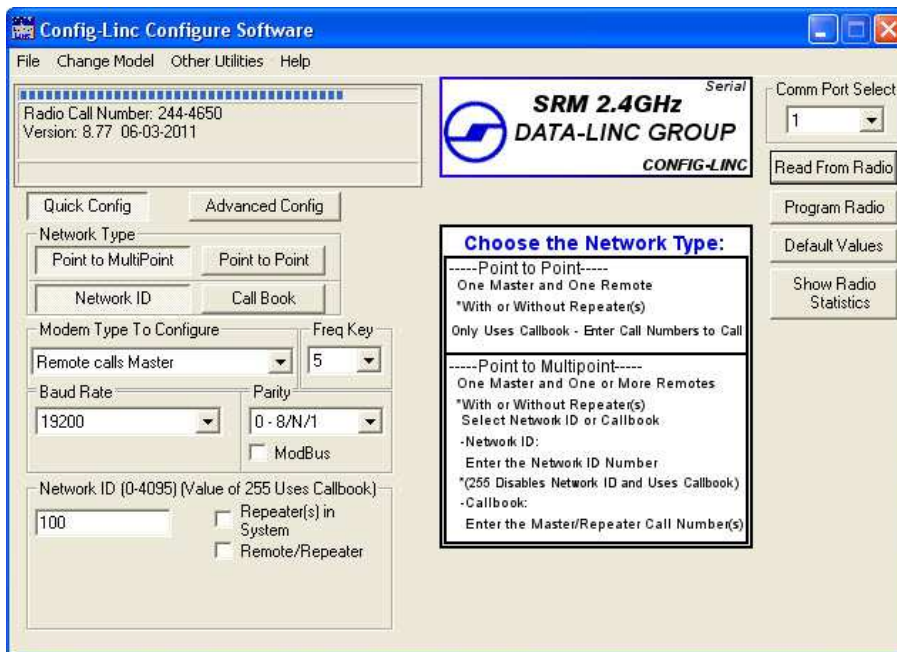 Config-Linc Configure Software
File Change Model Other Utilities Help
Radio Call Number: 244-4650
Version: 8.77 06-03-2011
Serial
SRM 2.4GHz
DATA-LINC GROUP
CONFIG-LINC
Comm Port Select
1
Read From Radio
Program Radio
Default Values
Show Radio
Statistics
Quick Config
Advanced Config
Network Type
Point to MultiPoint
Point to Point
Network ID
Call Book
Modem Type To Configure
Remote calls Master
Freq Key
5
Baud Rate
19200
Parity
0 - 8/N/1
ModBus
Network ID (0-4095) (Value of 255 Uses Callbook)
100
Repeater(s) in
System
Remote/Repeater
Choose the Network Type:
-----Point to Point-----
One Master and One Remote
*With or Without Repeater(s)
Only Uses Callbook - Enter Call Numbers to Call
-----Point to Multipoint-----
One Master and One or More Remotes
*With or Without Repeater(s)
Select Network ID or Callbook
-Network ID:
Enter the Network ID Number
*(255 Disables Network ID and Uses Callbook)
-Callbook:
Enter the Master/Repeater Call Number(s)